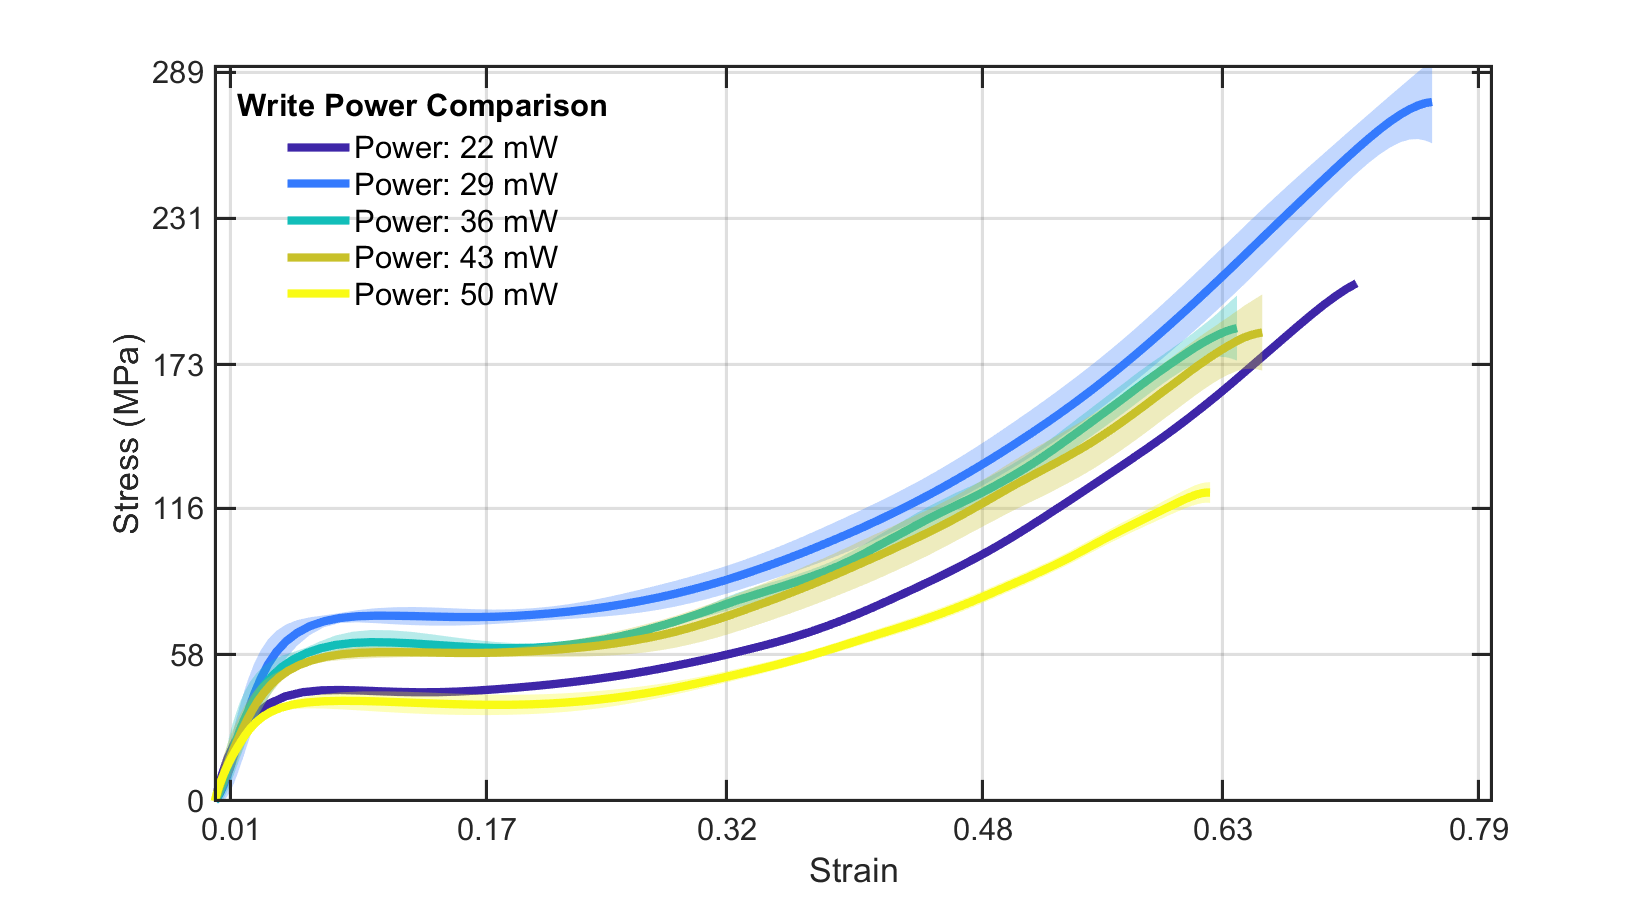 289
231
173
116
58
0
Stress (MPa)
Write Power Comparison
Power: 22 mW
Power: 29 mW
Power: 36 mW
Power: 43 mW
Power: 50 mW
0.01 0.17 0.32 0.48 0.63 0.79
Strain